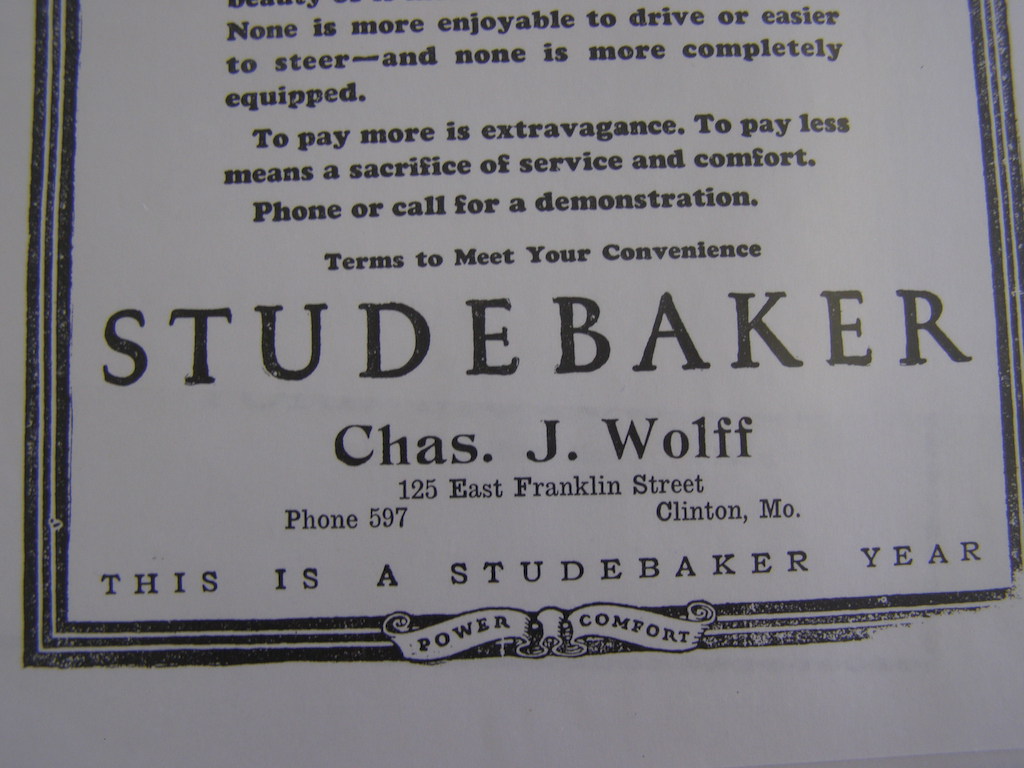 None is more enjoyable to drive or easier
to steer—and none is more completely
equipped.
To pay more is extravagance. To pay less
means a sacrifice of service and comfort.
Phone or call for a demonstration.
Terms to Meet Your Convenience
STUDEBAKER
Chas. J. Wolff
125 East Franklin Street
Phone 597 Clinton, Mo.
THIS IS A STUDEBAKER YEAR
POWER COMFORT